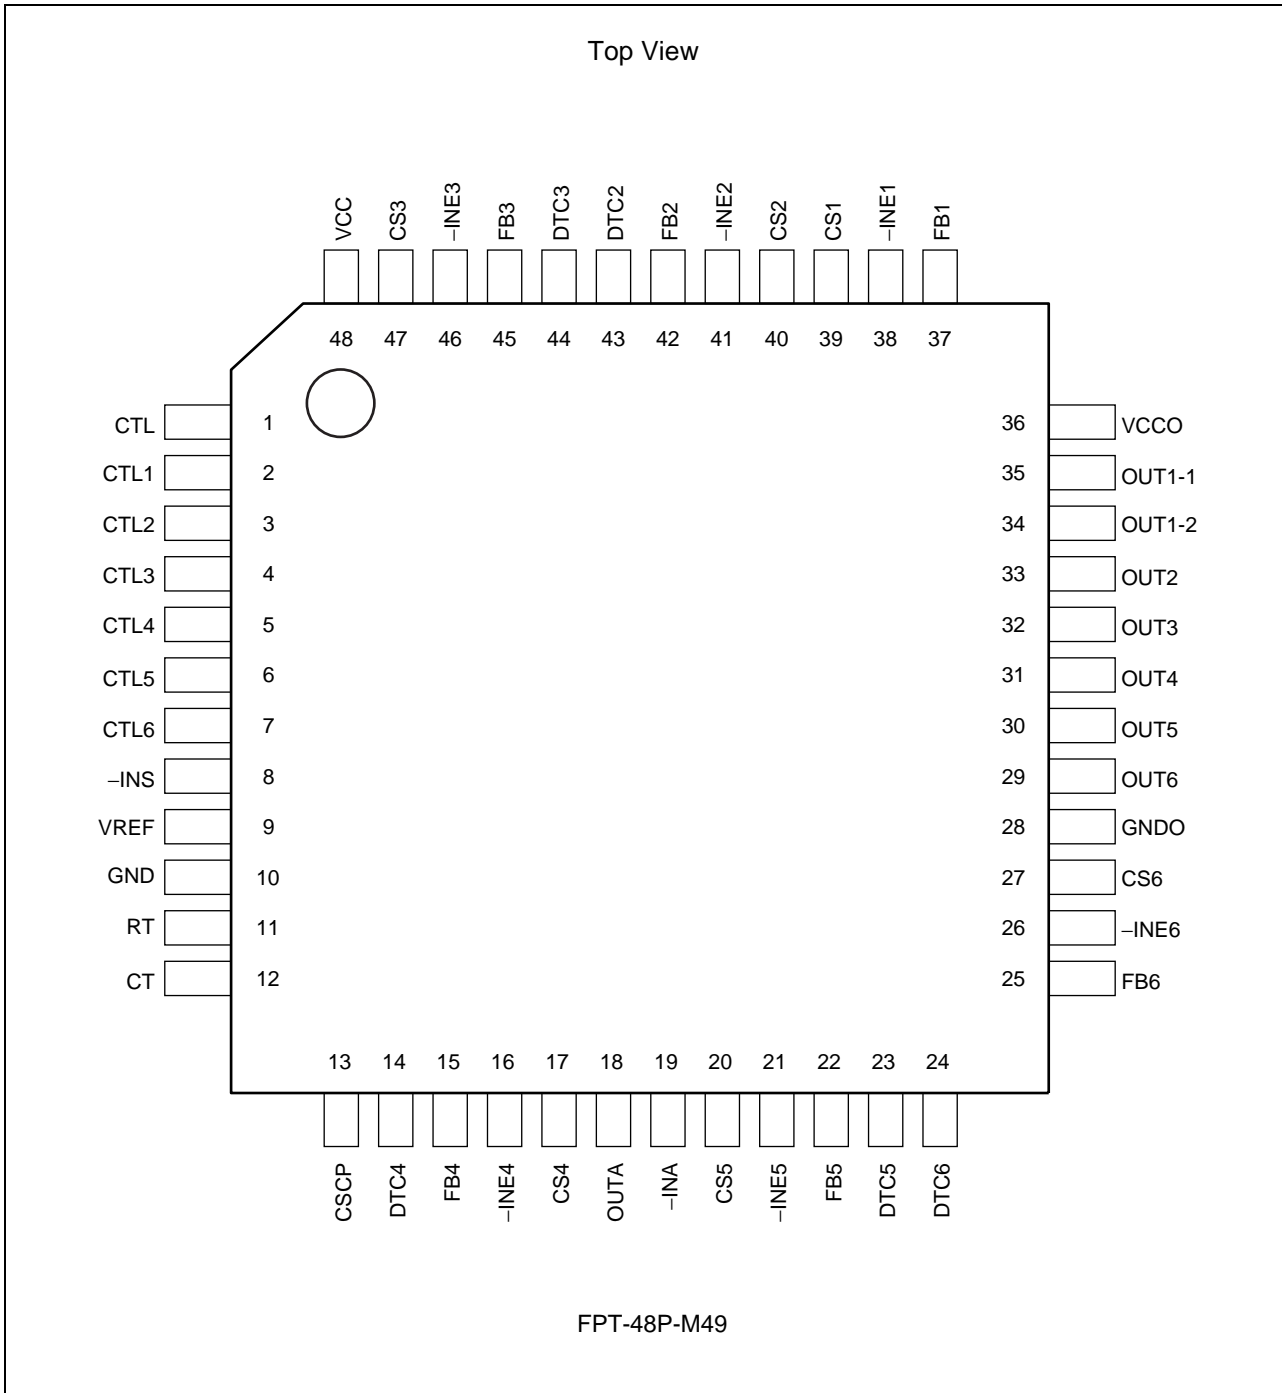 Top View
VCC
CS3
−INE3
FB3
DTC3
DTC2
FB2
−INE2
CS2
CS1
−INE1
FB1
48 47 46 45 44 43 42 41 40 39 38 37
CTL 1 36 VCCO
CTL1 2 35 OUT1-1
CTL2 3 34 OUT1-2
CTL3 4 33 OUT2
CTL4 5 32 OUT3
CTL5 6 31 OUT4
CTL6 7 30 OUT5
−INS 8 29 OUT6
VREF 9 28 GNDO
GND 10 27 CS6
RT 11 26 −INE6
CT 12 25 FB6
13 14 15 16 17 18 19 20 21 22 23 24
CSCP
DTC4
FB4
−INE4
CS4
OUTA
−INA
CS5
−INE5
FB5
DTC5
DTC6
FPT-48P-M49